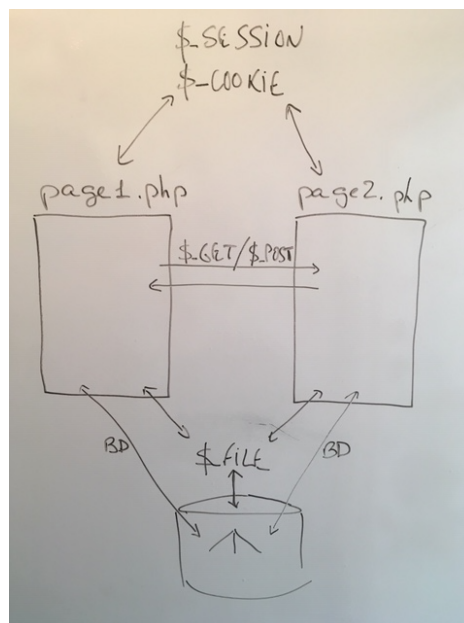 $_SESSION
$_COOKIE
page1.php
page2.php
$_GET/$_POST
BD
$_FILE
BD